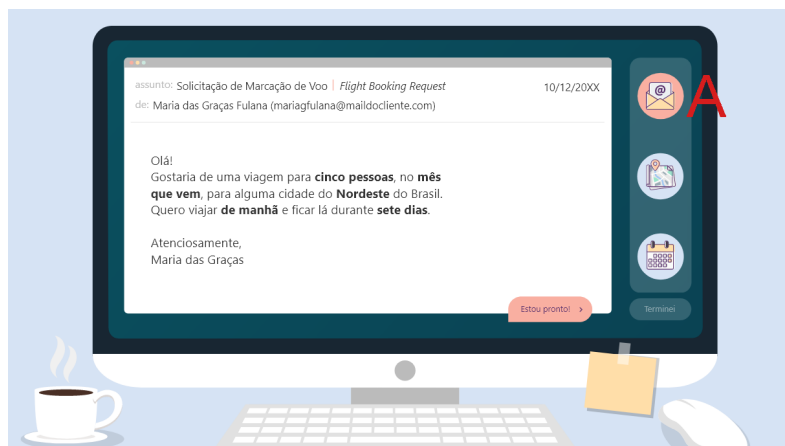 assunto: Solicitação de Marcação de Voo | Flight Booking Request 10/12/20XX
de: Maria das Graças Fulana (mariagfulana@maildocliente.com)
Olá!
Gostaria de uma viagem para cinco pessoas, no mês
que vem, para alguma cidade do Nordeste do Brasil.
Quero viajar de manhã e ficar lá durante sete dias.
Atenciosamente,
Maria das Graças
Estou pronto! ›
@
A
Terminei